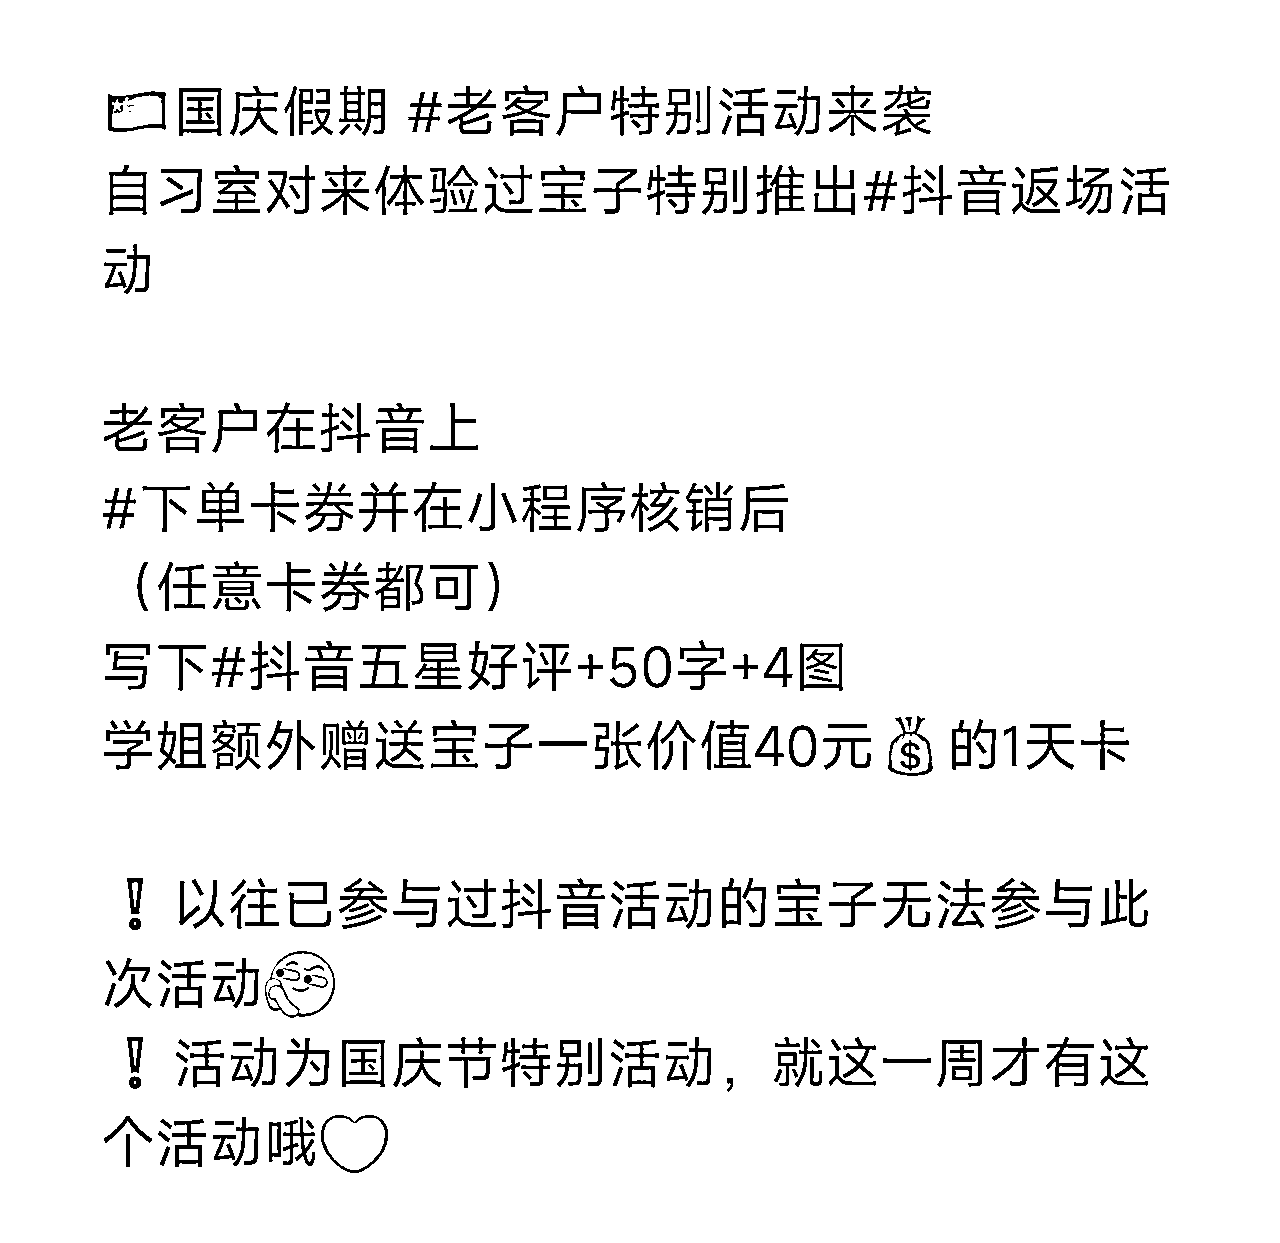 🇨🇳国庆假期 #老客户特别活动来袭
自习室对来体验过宝子特别推出#抖音返场活
动
老客户在抖音上
#下单卡券并在小程序核销后
（任意卡券都可）
写下#抖音五星好评+50字+4图
学姐额外赠送宝子一张价值40元💰的1天卡
❗以往已参与过抖音活动的宝子无法参与此
次活动🤔
❗活动为国庆节特别活动，就这一周才有这
个活动哦❤